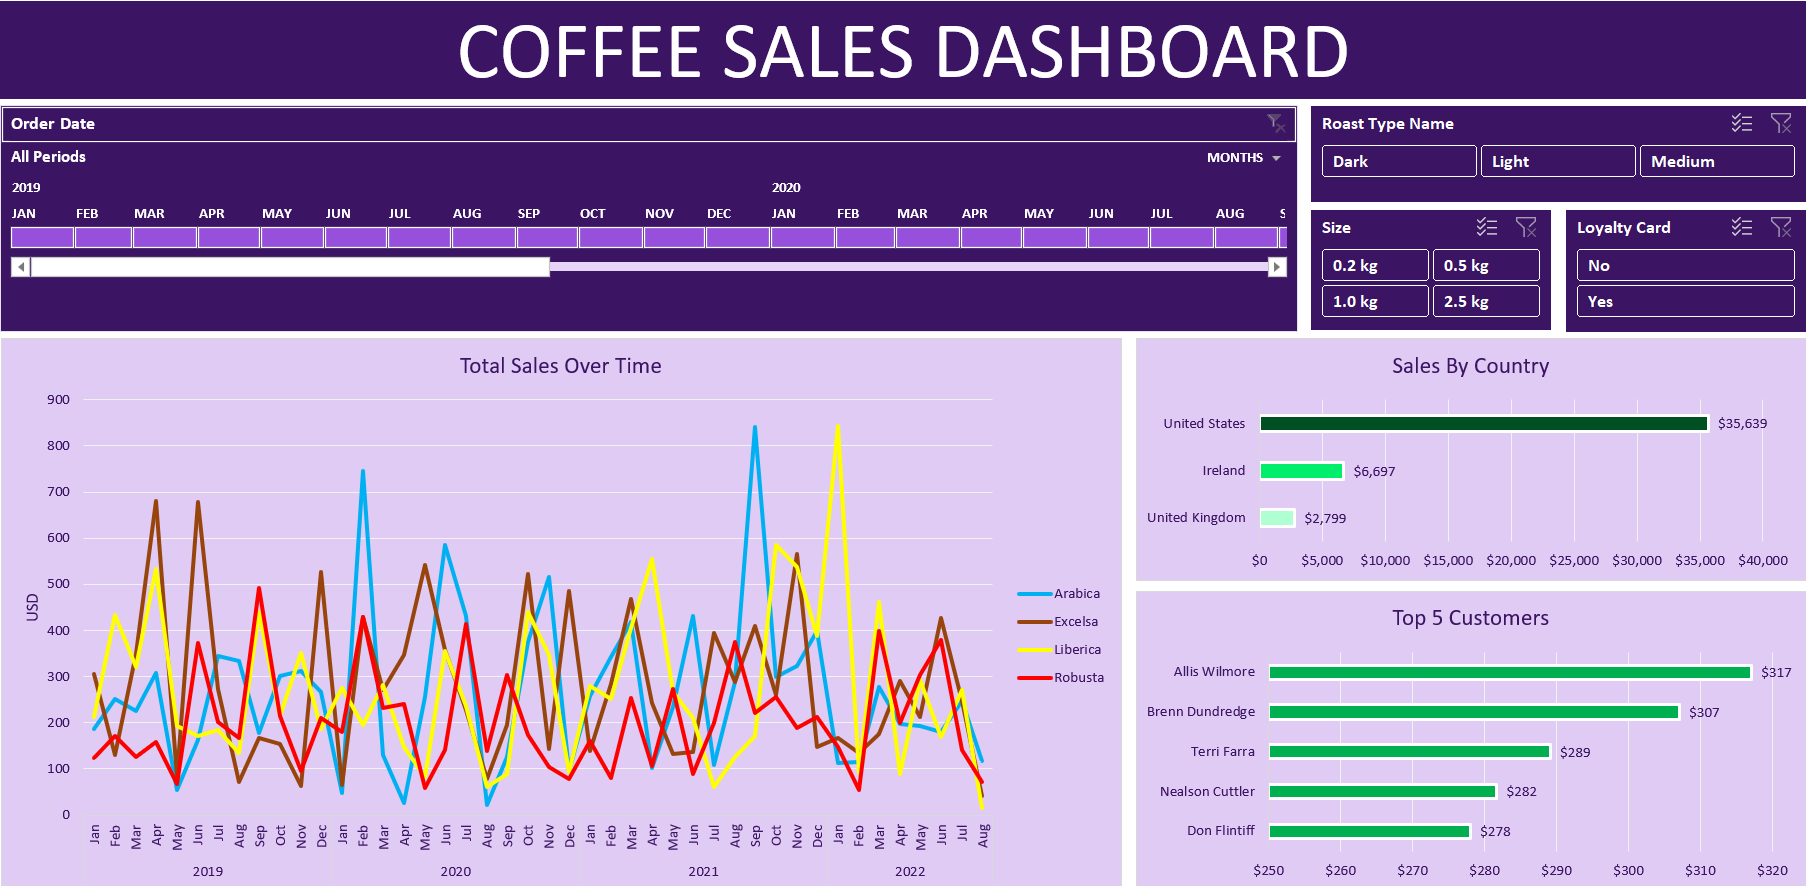 COFFEE SALES DASHBOARD
Order Date
All Periods
MONTHS
2019 2020
JAN FEB MAR APR MAY JUN JUL AUG SEP OCT NOV DEC JAN FEB MAR APR MAY JUN JUL AUG S
Roast Type Name
Dark Light Medium
Size
0.2 kg 0.5 kg
1.0 kg 2.5 kg
Loyalty Card
No
Yes
Total Sales Over Time
900
800
700
600
500
400
300
200
100
0
USD
Jan Feb Mar Apr May Jun Jul Aug Sep Oct Nov Dec Jan Feb Mar Apr May Jun Jul Aug Sep Oct Nov Dec Jan Feb Mar Apr May Jun Jul Aug Sep Oct Nov Dec Jan Feb Mar Apr May Jun Jul Aug
2019 2020 2021 2022
Arabica
Excelsa
Liberica
Robusta
Sales By Country
United States $35,639
Ireland $6,697
United Kingdom $2,799
$0 $5,000 $10,000 $15,000 $20,000 $25,000 $30,000 $35,000 $40,000
Top 5 Customers
Allis Wilmore $317
Brenn Dundredge $307
Terri Farra $289
Nealson Cuttler $282
Don Flintiff $278
$250 $260 $270 $280 $290 $300 $310 $320